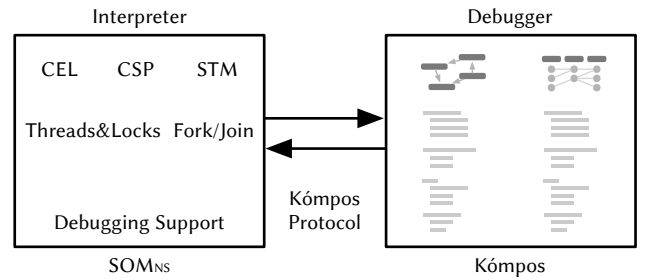 Interpreter
Debugger
CEL CSP STM
Threads&Locks Fork/Join
Kómpos
Protocol
Debugging Support
SOMNS
Kómpos